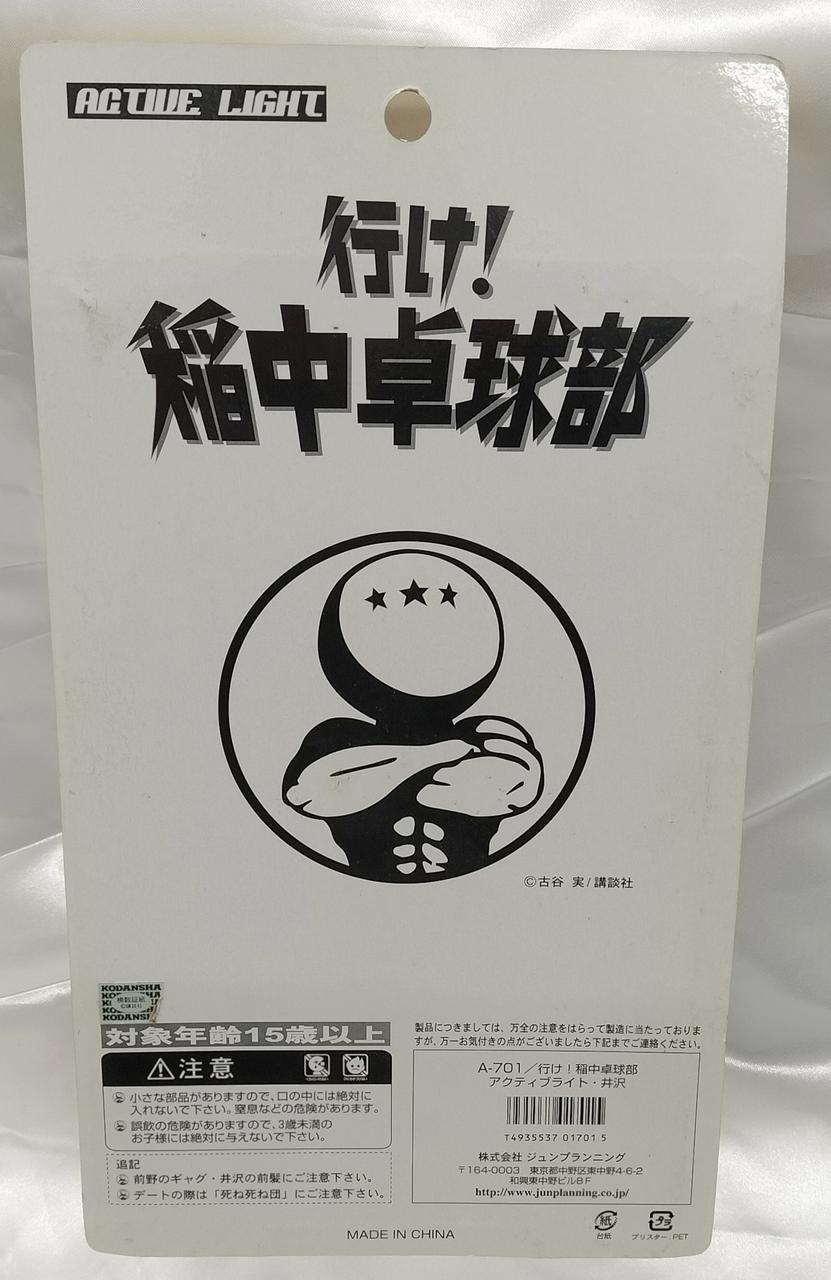 ACTIVE LIGHT
行け!
稲中卓球部
©古谷 実/講談社
KODANSHA
KODANSHA
対象年齢15歳以上
⚠注意
小さな部品がありますので、口の中には絶対に
入れないで下さい。窒息などの危険があります。
誤飲の危険がありますので、3歳未満の
お子様には絶対に与えないで下さい。
追記
前野のギャグ・井沢の前髪にご注意下さい。
デートの際は「死ね死ね団」にご注意下さい。
製品につきましては、万全の注意をはらって製造に当たっておりま
すが、万一お気付きの点がございましたら下記までご連絡ください。
A-701/行け!稲中卓球部
アクティブライト・井沢
T4935537 01701 5
株式会社 ジュンプランニング
〒164-0003 東京都中野区東中野4-6-2
和興東中野ビル8F
http://www.junplanning.co.jp/
紙
台紙
プラ
ブリスター:PET
MADE IN CHINA